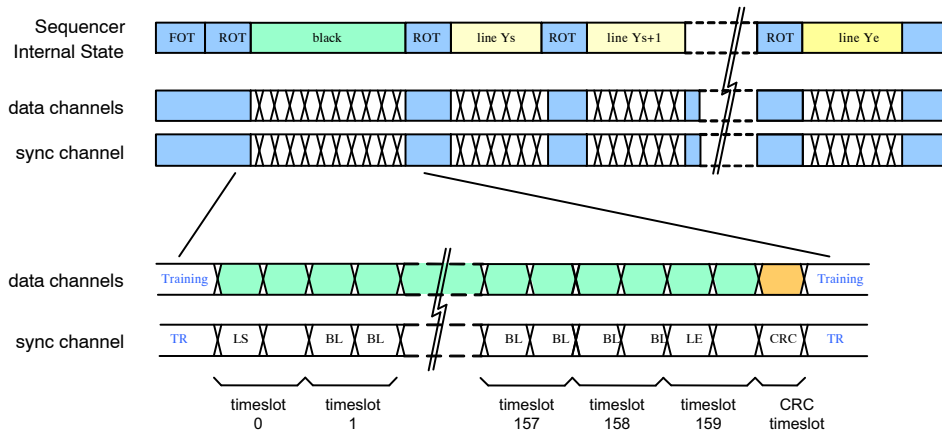 Sequencer
Internal State
FOT ROT black ROT line Ys ROT line Ys+1 ROT line Ye
data channels
sync channel
data channels Training Training
sync channel TR LS BL BL BL BL BL BL LE CRC TR
timeslot timeslot timeslot timeslot timeslot CRC
0 1 157 158 159 timeslot